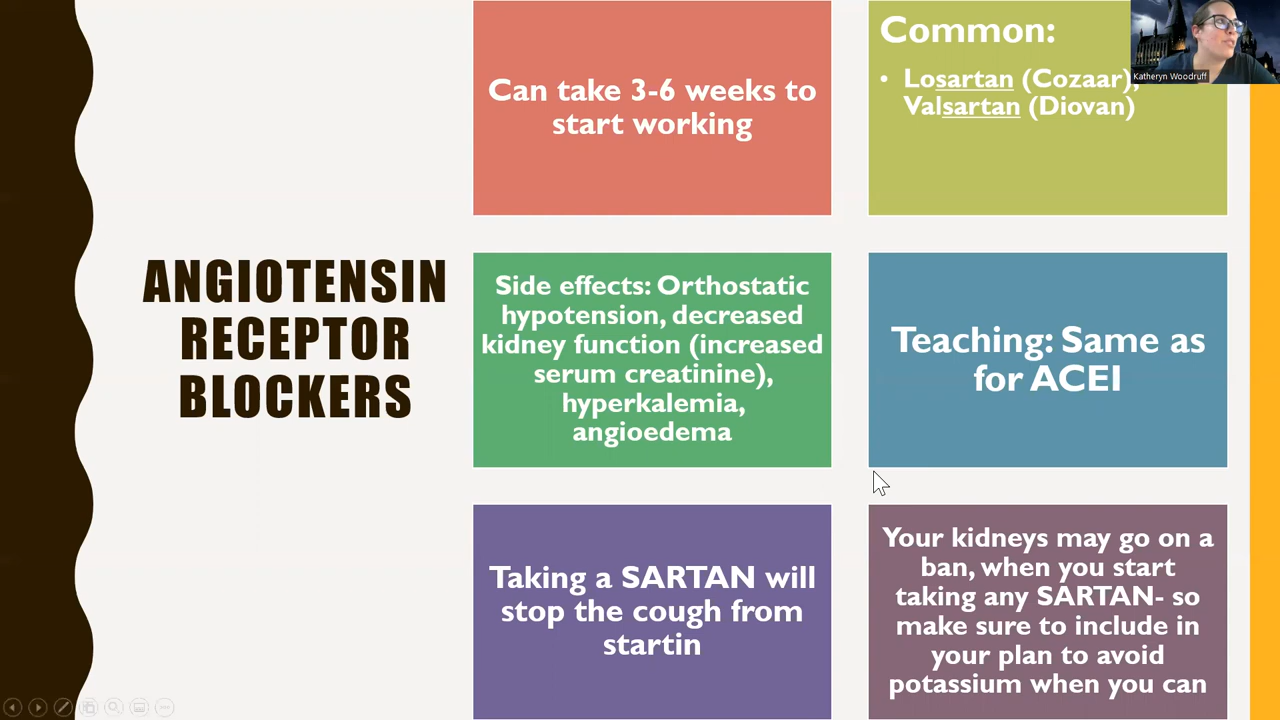 ANGIOTENSIN
RECEPTOR
BLOCKERS
Can take 3-6 weeks to
start working
Common:
• Losartan (Cozaar),
Valsartan (Diovan)
Katheryn Woodruff
Side effects: Orthostatic
hypotension, decreased
kidney function (increased
serum creatinine),
hyperkalemia,
angioedema
Teaching: Same as
for ACEI
Taking a SARTAN will
stop the cough from
startin
Your kidneys may go on a
ban, when you start
taking any SARTAN- so
make sure to include in
your plan to avoid
potassium when you can